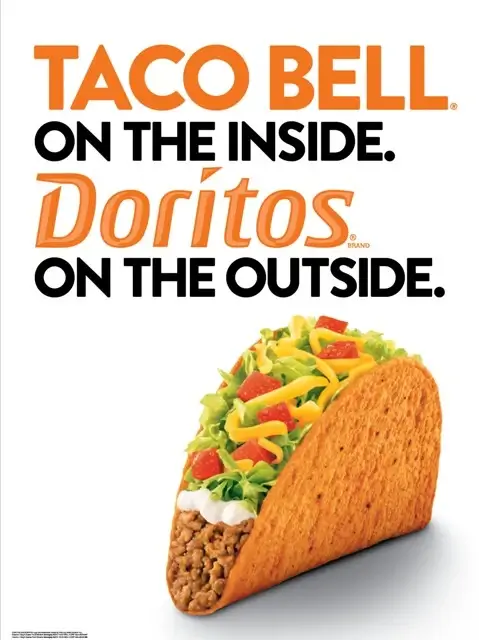 TACO BELL®
ON THE INSIDE.
Doritos®
BRAND
ON THE OUTSIDE.